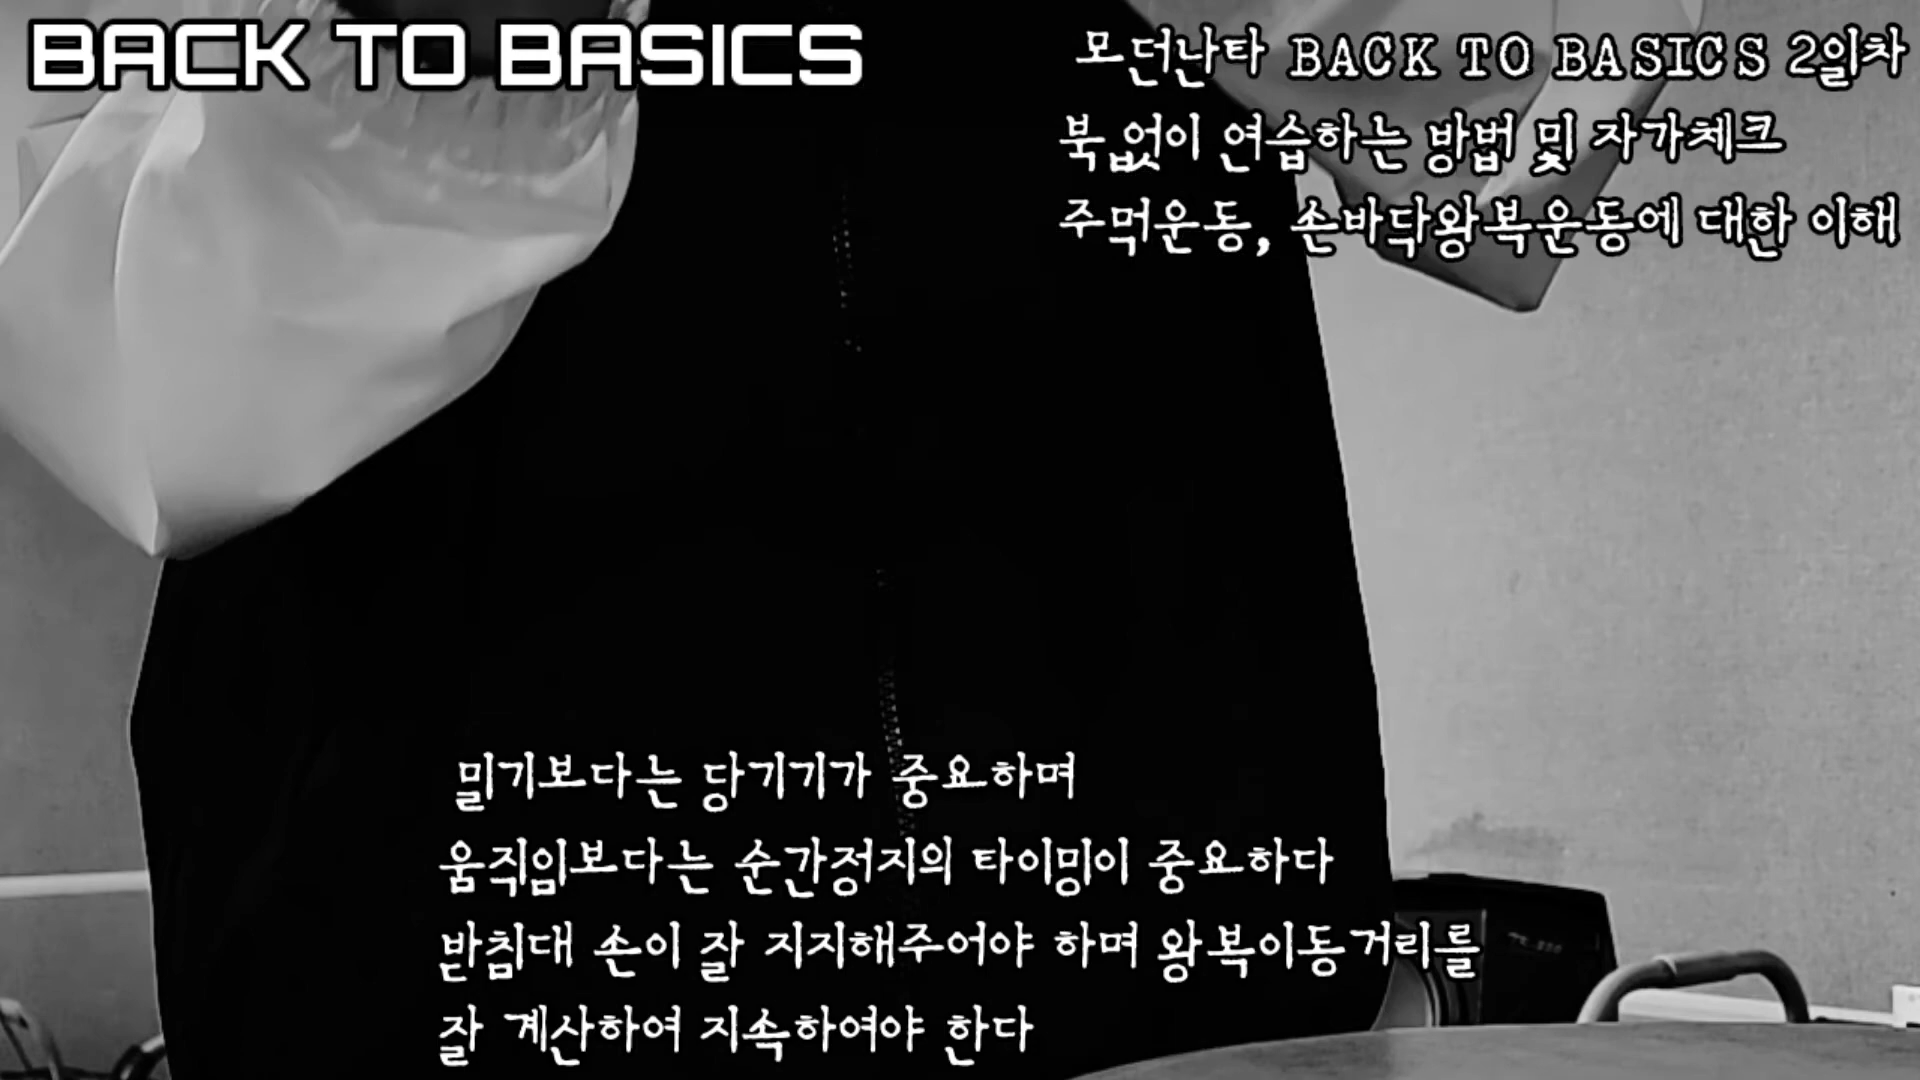 BACK TO BASICS
모던난타 BACK TO BASICS 2일차
북없이 연습하는 방법 및 자가체크
주먹운동, 손바닥왕복운동에 대한 이해
밀기보다는 당기기가 중요하며
움직임보다는 순간정지의 타이밍이 중요하다
받침대 손이 잘 지지해주어야 하며 왕복이동거리를
잘 계산하여 지속하여야 한다